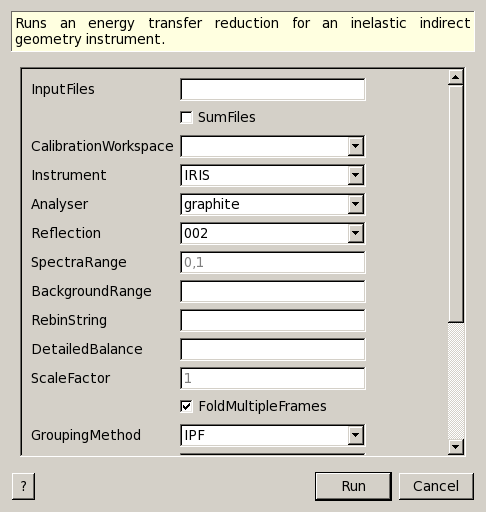 Runs an energy transfer reduction for an inelastic indirect
geometry instrument.
InputFiles
SumFiles
CalibrationWorkspace
Instrument IRIS
Analyser graphite
Reflection 002
SpectraRange 0,1
BackgroundRange
RebinString
DetailedBalance
ScaleFactor 1
FoldMultipleFrames
GroupingMethod IPF
? Run Cancel